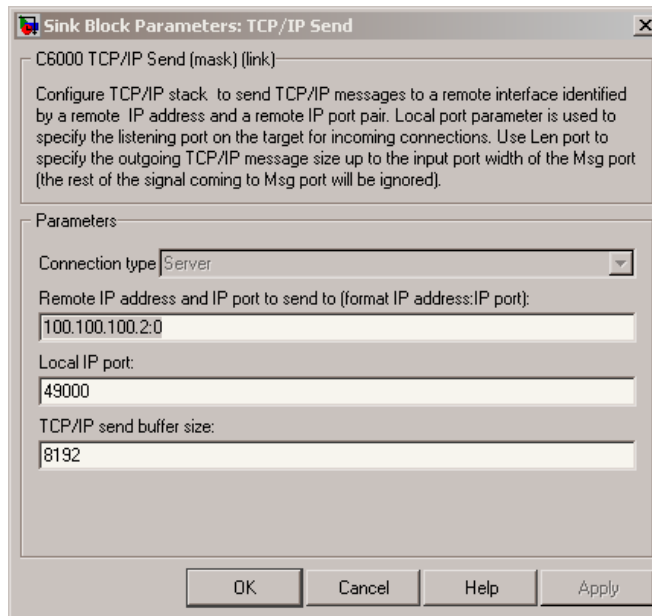 Sink Block Parameters: TCP/IP Send
C6000 TCP/IP Send (mask) (link)
Configure TCP/IP stack to send TCP/IP messages to a remote interface identified
by a remote IP address and a remote IP port pair. Local port parameter is used to
specify the listening port on the target for incoming connections. Use Len port to
specify the outgoing TCP/IP message size up to the input port width of the Msg port
(the rest of the signal coming to Msg port will be ignored).
Parameters
Connection type Server
Remote IP address and IP port to send to (format IP address:IP port):
100.100.100.2:0
Local IP port:
49000
TCP/IP send buffer size:
8192
OK Cancel Help Apply